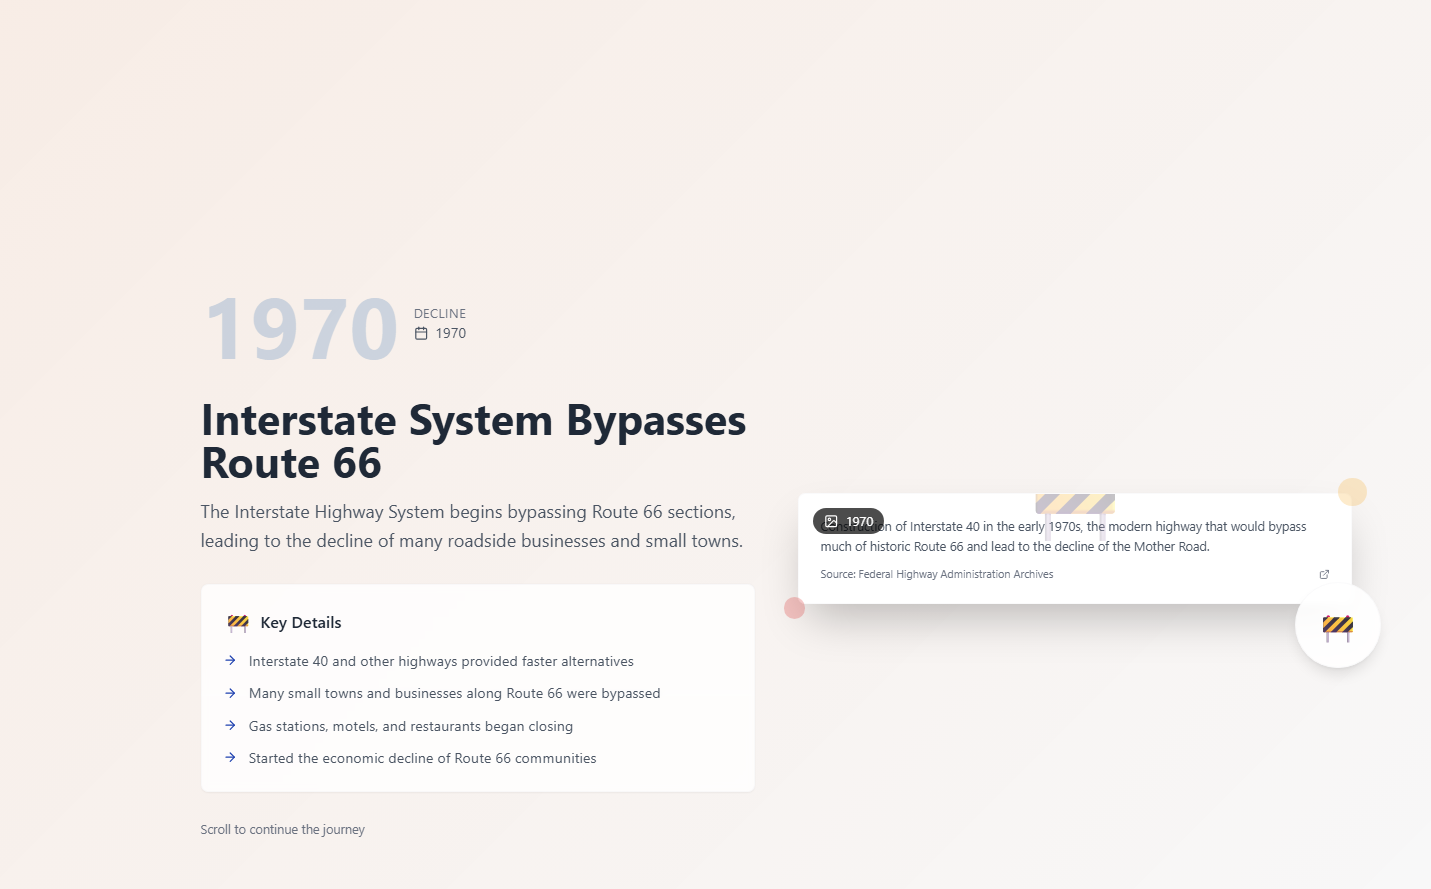 1970
DECLINE
1970
Interstate System Bypasses
Route 66
The Interstate Highway System begins bypassing Route 66 sections,
leading to the decline of many roadside businesses and small towns.
Key Details
Interstate 40 and other highways provided faster alternatives
Many small towns and businesses along Route 66 were bypassed
Gas stations, motels, and restaurants began closing
Started the economic decline of Route 66 communities
Scroll to continue the journey
1970
Construction of Interstate 40 in the early 1970s, the modern highway that would bypass
much of historic Route 66 and lead to the decline of the Mother Road.
Source: Federal Highway Administration Archives